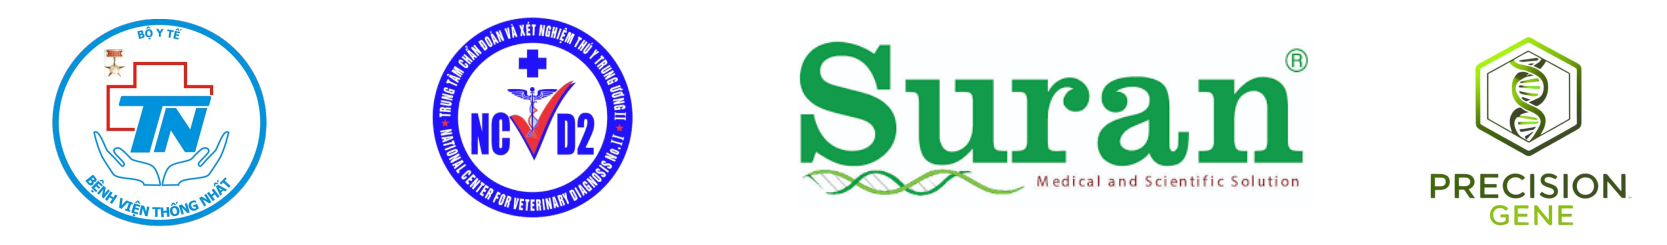 BỘ Y TẾ
TN
BỆNH VIỆN THỐNG NHẤT
TRUNG TÂM CHẨN ĐOÁN VÀ XÉT NGHIỆM THÚ Y TRUNG ƯƠNG II
NCVD2
NATIONAL CENTER FOR VETERINARY DIAGNOSIS No. II
Suran®
Medical and Scientific Solution
PRECISION
GENE